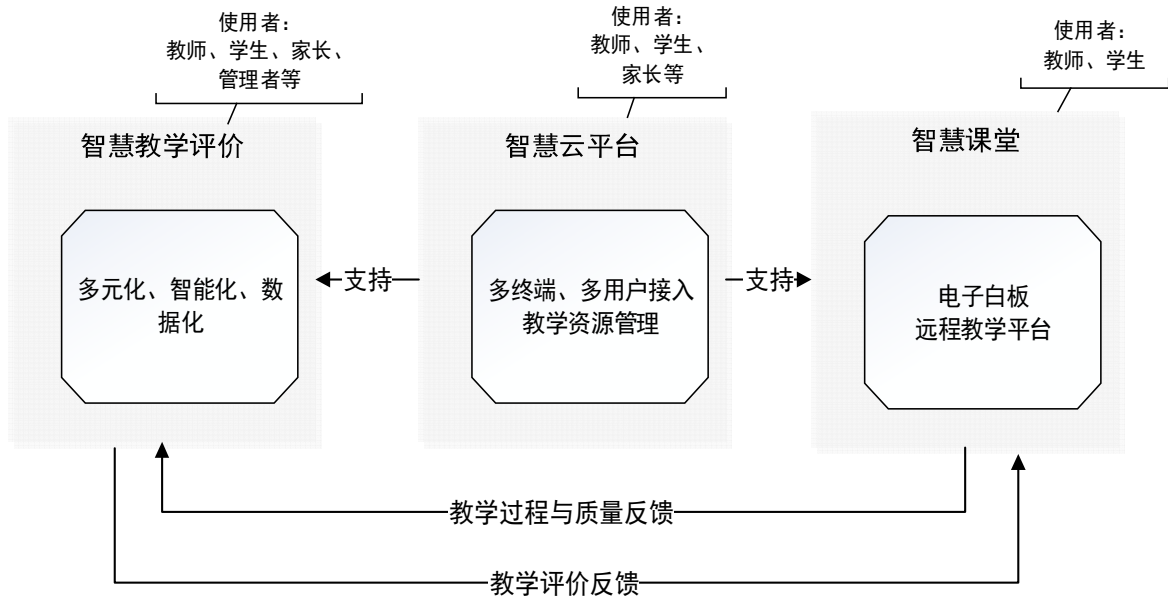 使用者：
教师、学生、家长、
管理者等
使用者：
教师、学生、
家长等
使用者：
教师、学生
智慧教学评价
智慧云平台
智慧课堂
多元化、智能化、数
据化
支持
多终端、多用户接入
教学资源管理
支持
电子白板
远程教学平台
教学过程与质量反馈
教学评价反馈